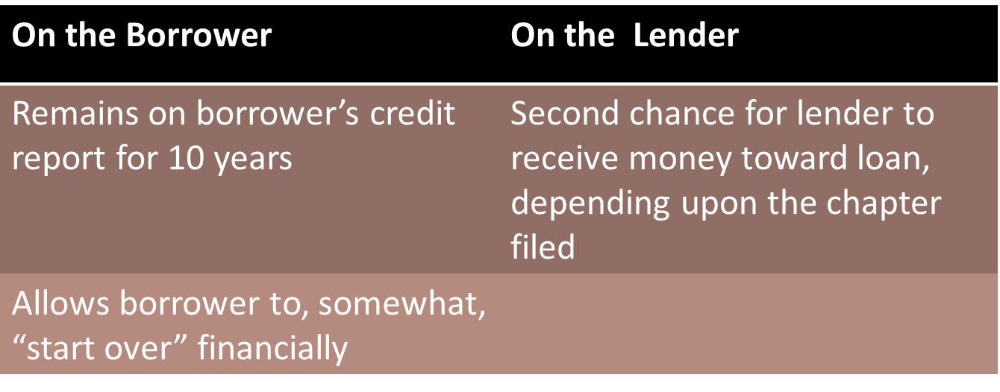 On the Borrower
On the  Lender
Remains on borrower’s credit
report for 10 years
Second chance for lender to
receive money toward loan,
depending upon the chapter
filed
Allows borrower to, somewhat,
“start over” financially